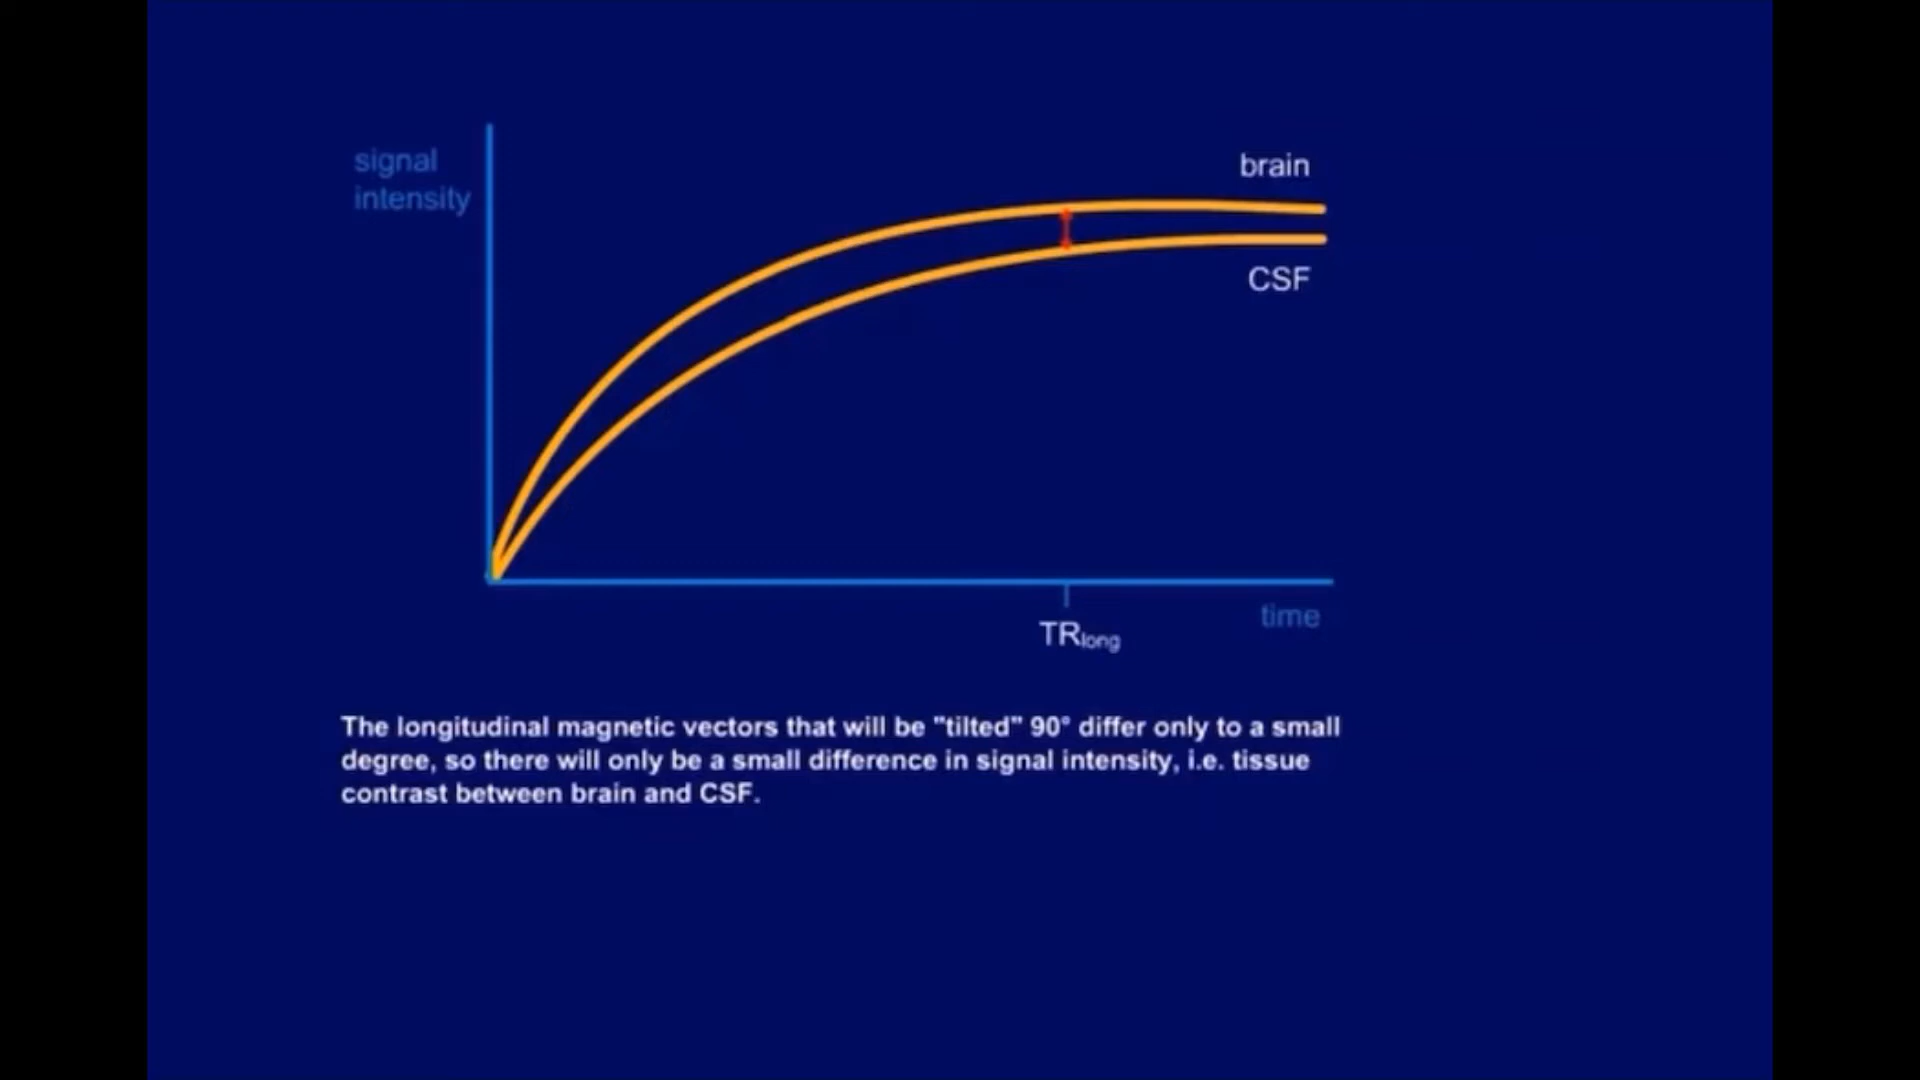 signal
intensity
brain
CSF
time
TRlong
The longitudinal magnetic vectors that will be "tilted" 90° differ only to a small
degree, so there will only be a small difference in signal intensity, i.e. tissue
contrast between brain and CSF.